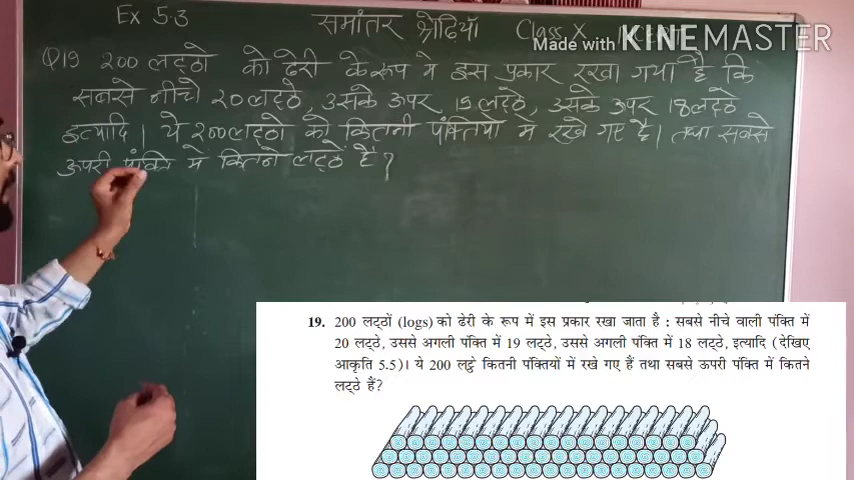 Ex 5.3 समांतर श्रेढियाँ Class X NCERT
Made with KINEMASTER
Q19 200 लट्ठो को ढेरी के रूप मे इस प्रकार रखा गया है कि
सबसे नीचे 20 लट्ठे, उसके ऊपर 19 लट्ठे, उसके ऊपर 18 लट्ठे
इत्यादि। ये 200 लट्ठो को कितनी पंक्तियो मे रखे गए है। तथा सबसे
ऊपरी पंक्ति मे कितने लट्ठे है?
19. 200 लट्ठों (logs) को ढेरी के रूप में इस प्रकार रखा जाता है : सबसे नीचे वाली पंक्ति में
20 लट्ठे, उससे अगली पंक्ति में 19 लट्ठे, उससे अगली पंक्ति में 18 लट्ठे, इत्यादि (देखिए
आकृति 5.5)। ये 200 लट्ठे कितनी पंक्तियों में रखे गए हैं तथा सबसे ऊपरी पंक्ति में कितने
लट्ठे हैं?